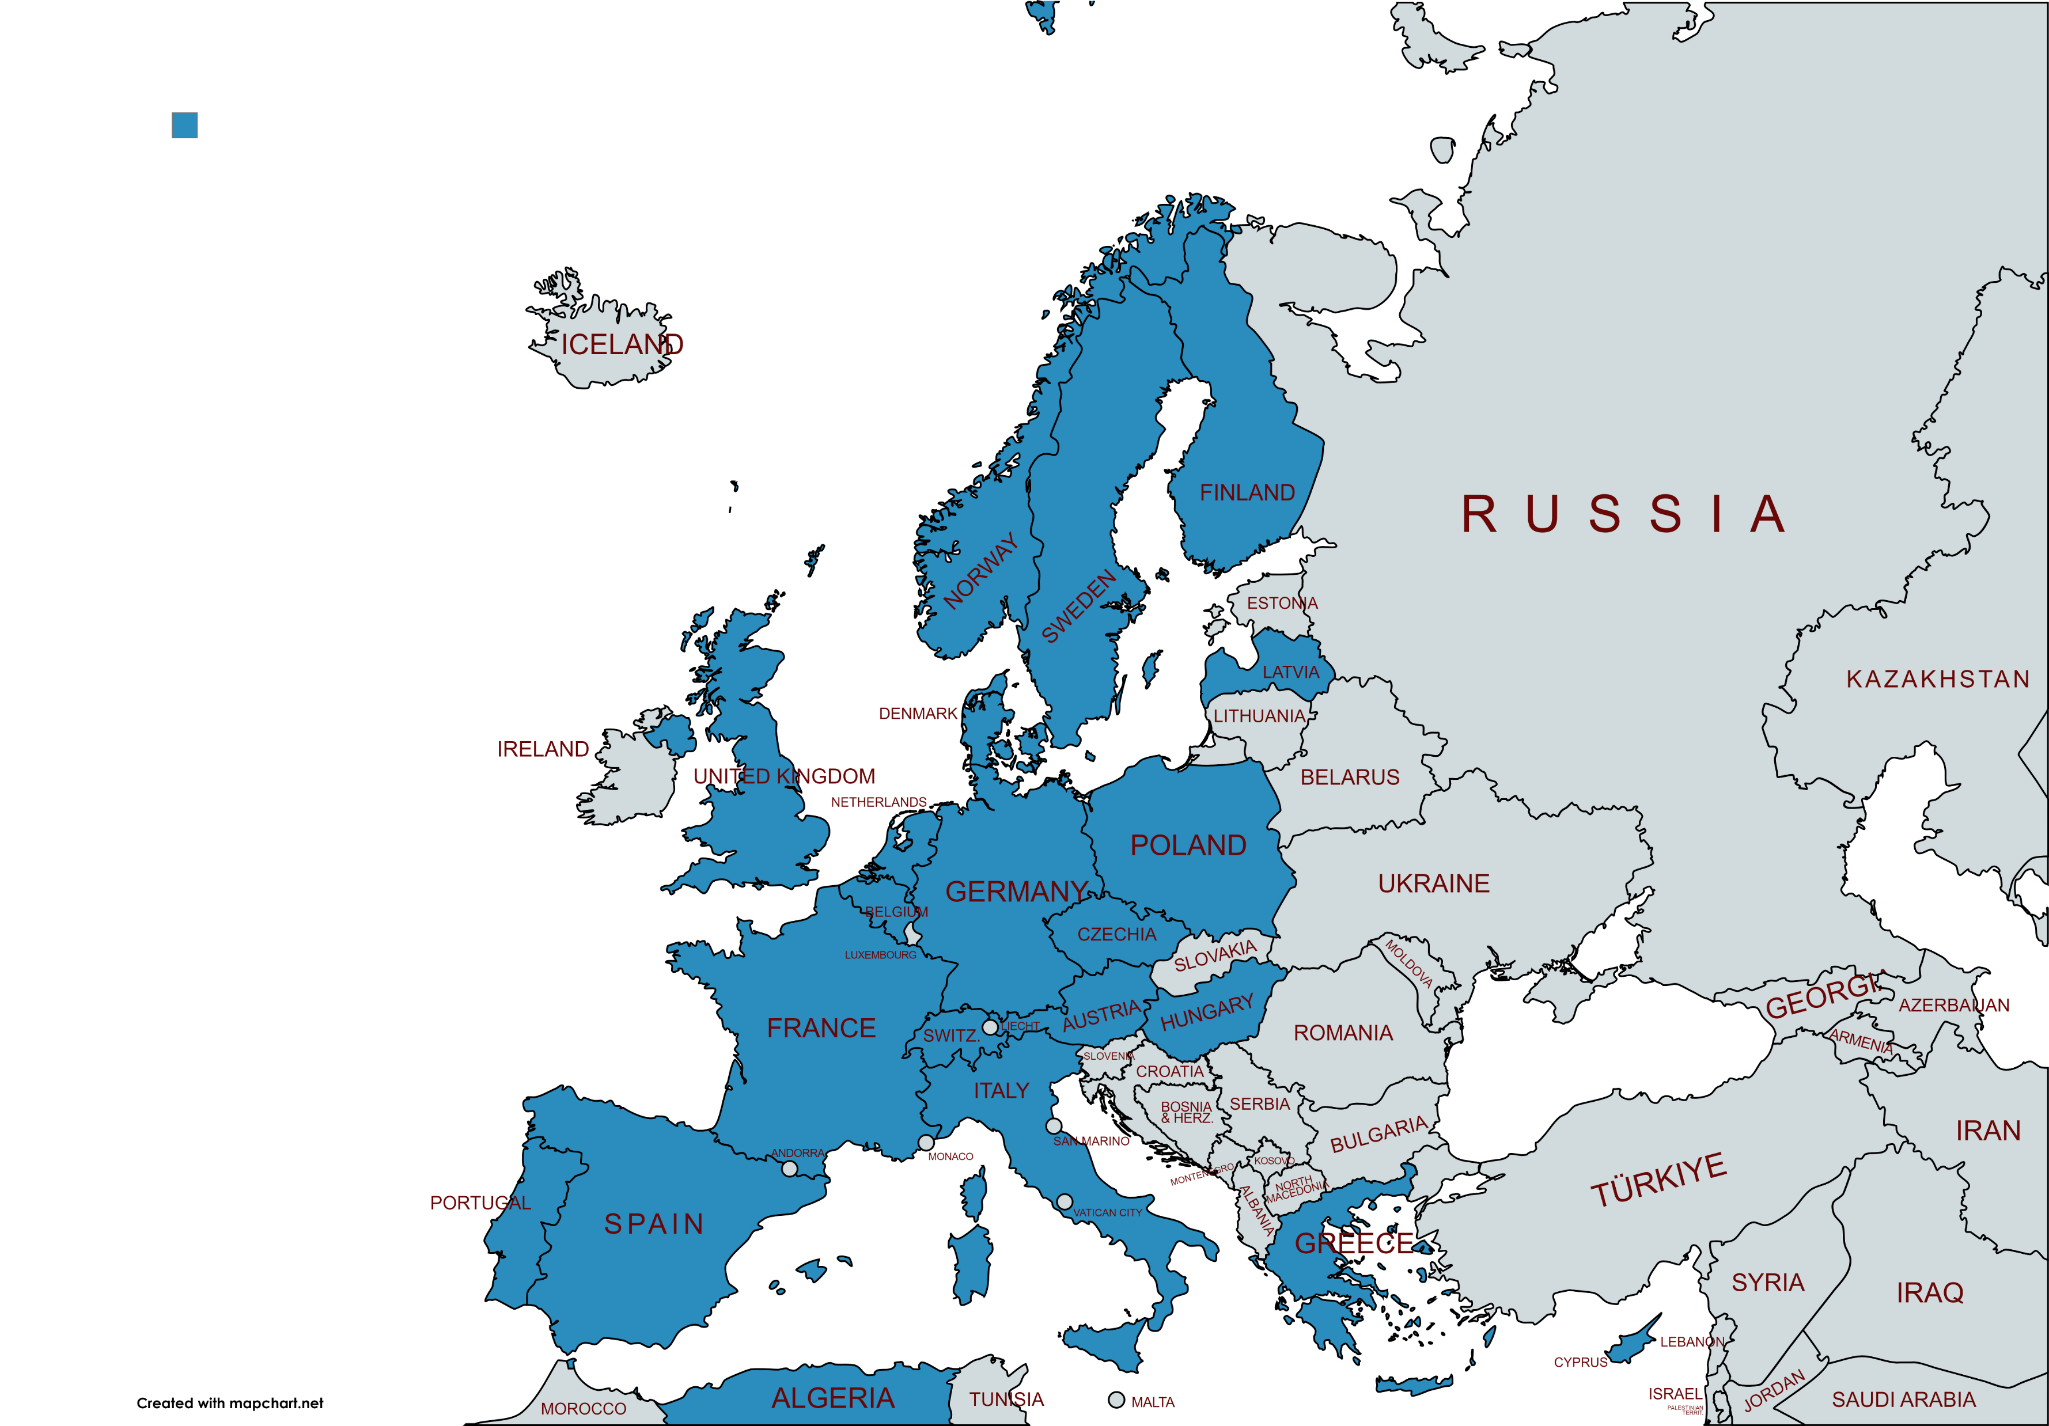 ICELAND
RUSSIA
FINLAND
NORWAY
SWEDEN
ESTONIA
LATVIA
KAZAKHSTAN
DENMARK
LITHUANIA
IRELAND
UNITED KINGDOM
BELARUS
NETHERLANDS
POLAND
GERMANY
UKRAINE
BELGIUM
CZECHIA
LUXEMBOURG
SLOVAKIA
MOLDOVA
GEORGI
AZERBAIJAN
FRANCE
SWITZ.
LIECHT.
AUSTRIA
HUNGARY
ROMANIA
ARMENIA
SLOVENIA
CROATIA
ITALY
BOSNIA
& HERZ.
SERBIA
BULGARIA
IRAN
SAN MARINO
ANDORRA
MONACO
KOSOVO
MONTENEGRO
NORTH
MACEDONIA
TÜRKIYE
PORTUGAL
SPAIN
VATICAN CITY
ALBANIA
GREECE
SYRIA
IRAQ
CYPRUS
LEBANON
ISRAEL
PALESTINIAN
TERRIT.
JORDAN
SAUDI ARABIA
ALGERIA
TUNISIA
MALTA
MOROCCO
Created with mapchart.net